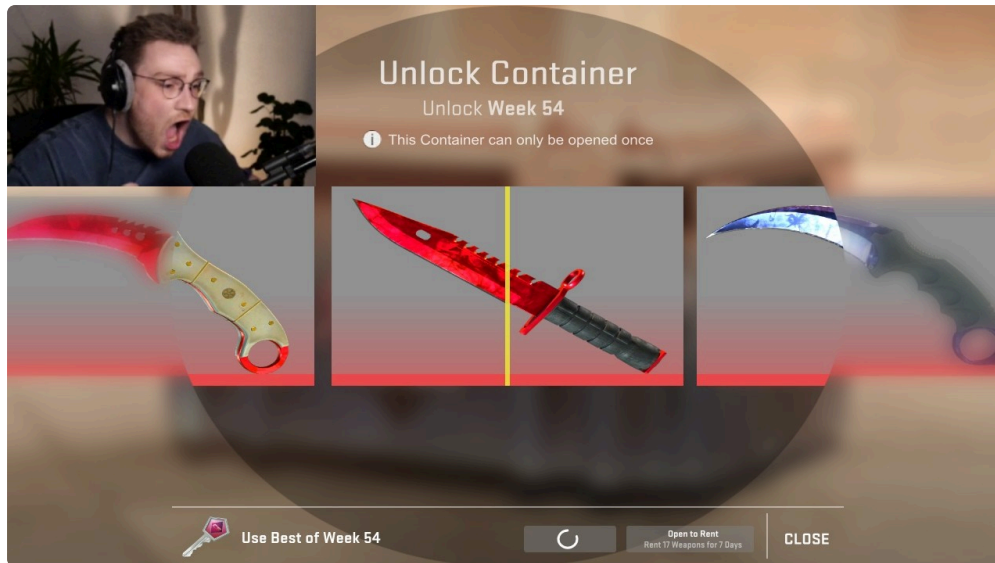 Unlock Container
Unlock Week 54
i This Container can only be opened once
Use Best of Week 54
Open to Rent
Rent 17 Weapons for 7 Days
CLOSE